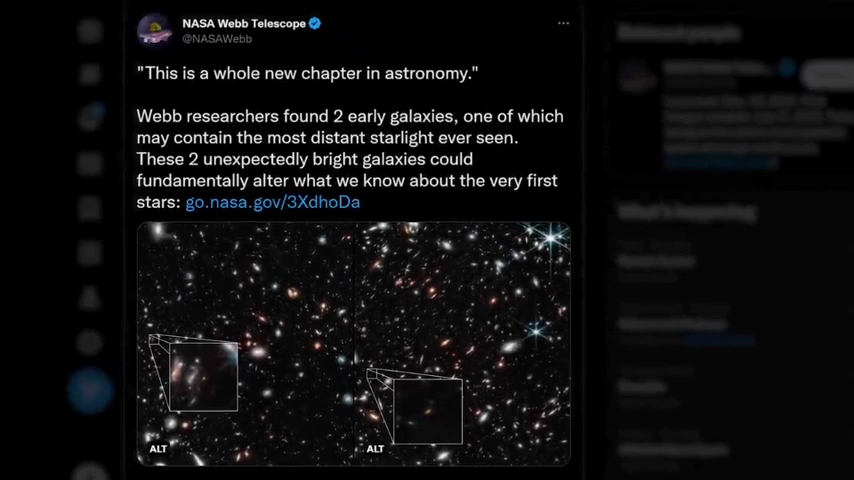 NASA Webb Telescope
@NASAWebb
"This is a whole new chapter in astronomy."
Webb researchers found 2 early galaxies, one of which
may contain the most distant starlight ever seen.
These 2 unexpectedly bright galaxies could
fundamentally alter what we know about the very first
stars: go.nasa.gov/3XdhoDa
ALT
ALT
What's happening